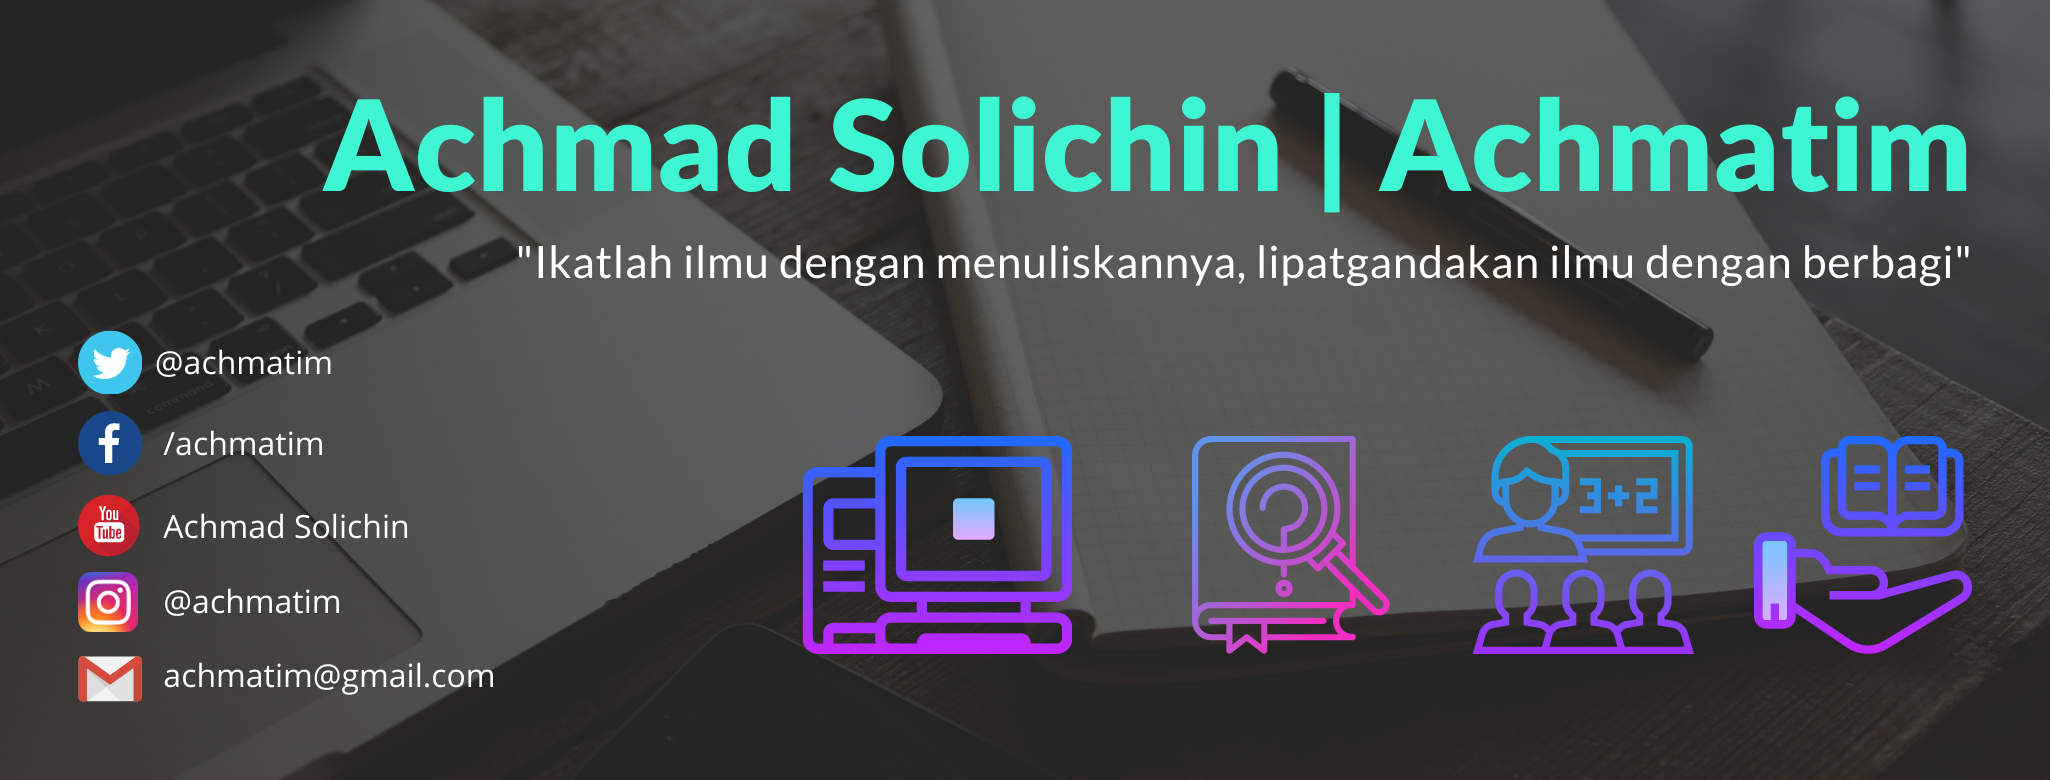 Achmad Solichin | Achmatim
"Ikatlah ilmu dengan menuliskannya, lipatgandakan ilmu dengan berbagi"
@achmatim
/achmatim
You
Tube
Achmad Solichin
@achmatim
achmatim@gmail.com
3+2
command